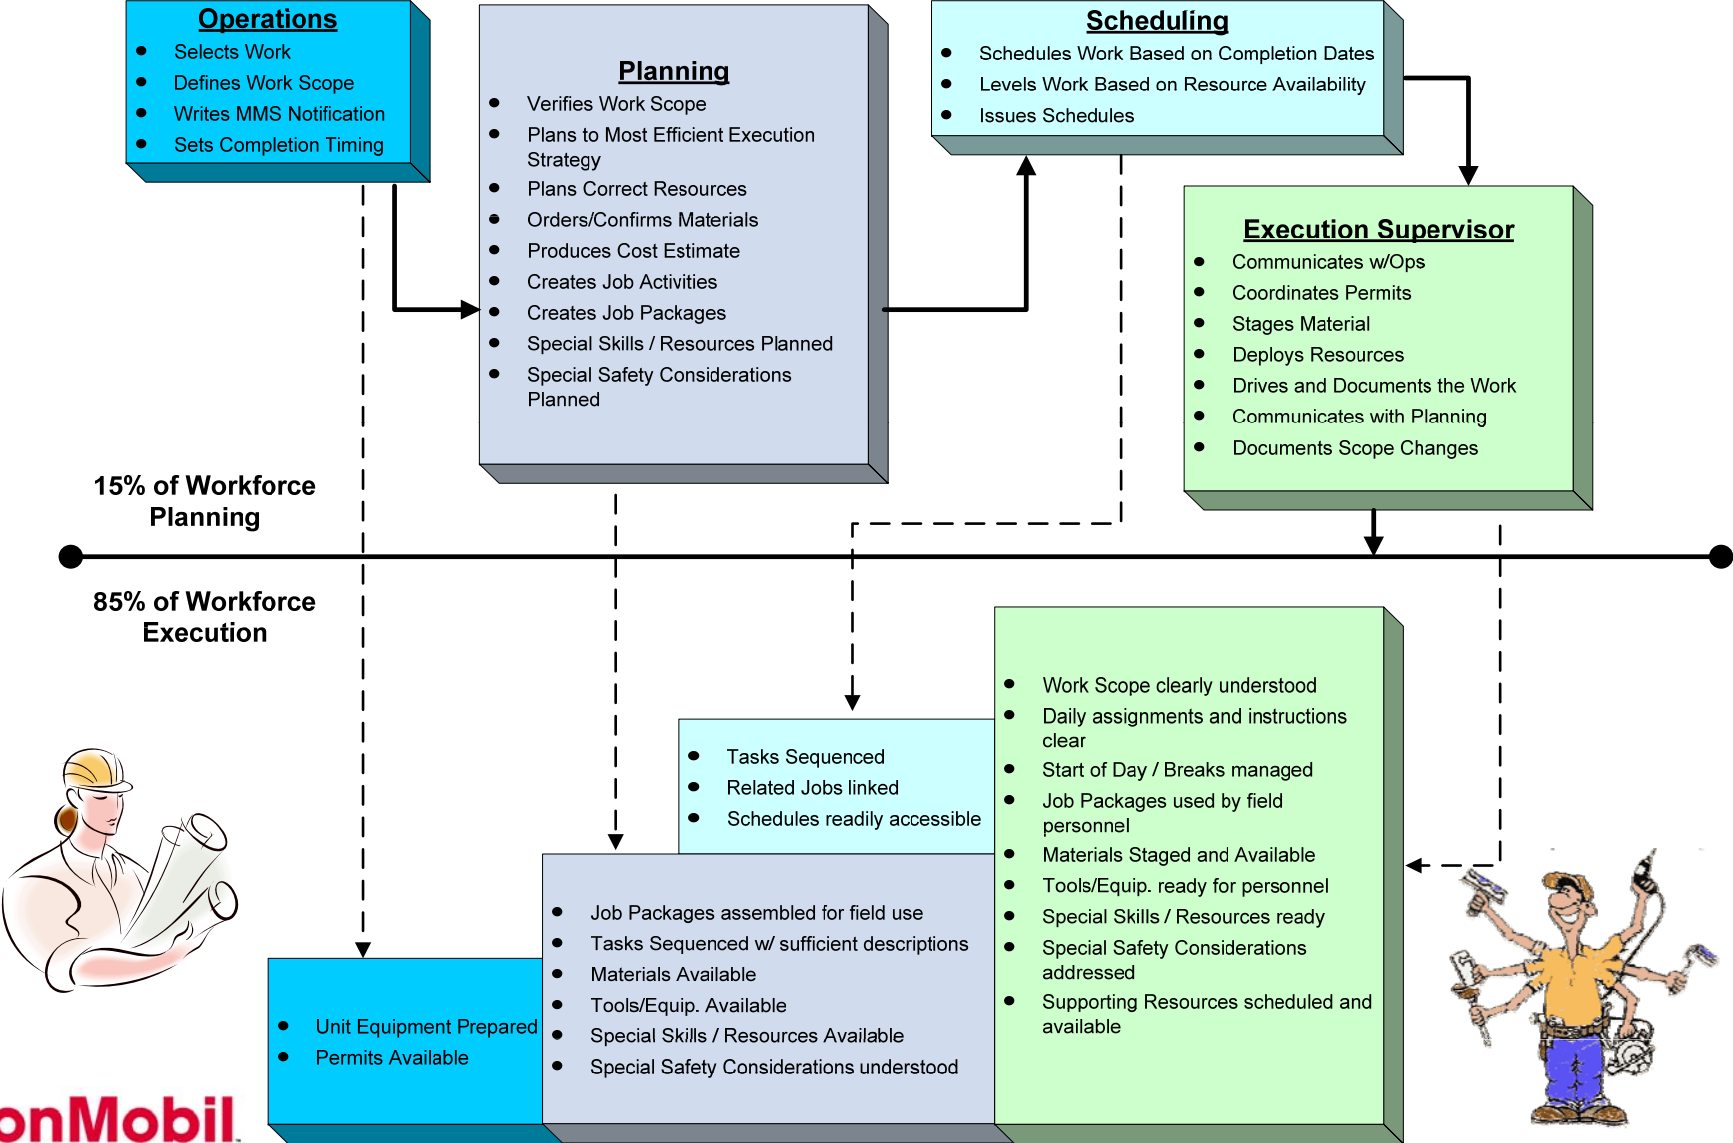 Operations
Selects Work
Defines Work Scope
Writes MMS Notification
Sets Completion Timing
Planning
Verifies Work Scope
Plans to Most Efficient Execution
Strategy
Plans Correct Resources
Orders/Confirms Materials
Produces Cost Estimate
Creates Job Activities
Creates Job Packages
Special Skills / Resources Planned
Special Safety Considerations
Planned
Scheduling
Schedules Work Based on Completion Dates
Levels Work Based on Resource Availability
Issues Schedules
Execution Supervisor
Communicates w/Ops
Coordinates Permits
Stages Material
Deploys Resources
Drives and Documents the Work
Communicates with Planning
Documents Scope Changes
15% of Workforce
Planning
85% of Workforce
Execution
Unit Equipment Prepared
Permits Available
Job Packages assembled for field use
Tasks Sequenced w/ sufficient descriptions
Materials Available
Tools/Equip. Available
Special Skills / Resources Available
Special Safety Considerations understood
Tasks Sequenced
Related Jobs linked
Schedules readily accessible
Work Scope clearly understood
Daily assignments and instructions
clear
Start of Day / Breaks managed
Job Packages used by field
personnel
Materials Staged and Available
Tools/Equip. ready for personnel
Special Skills / Resources ready
Special Safety Considerations
addressed
Supporting Resources scheduled and
available
onMobil